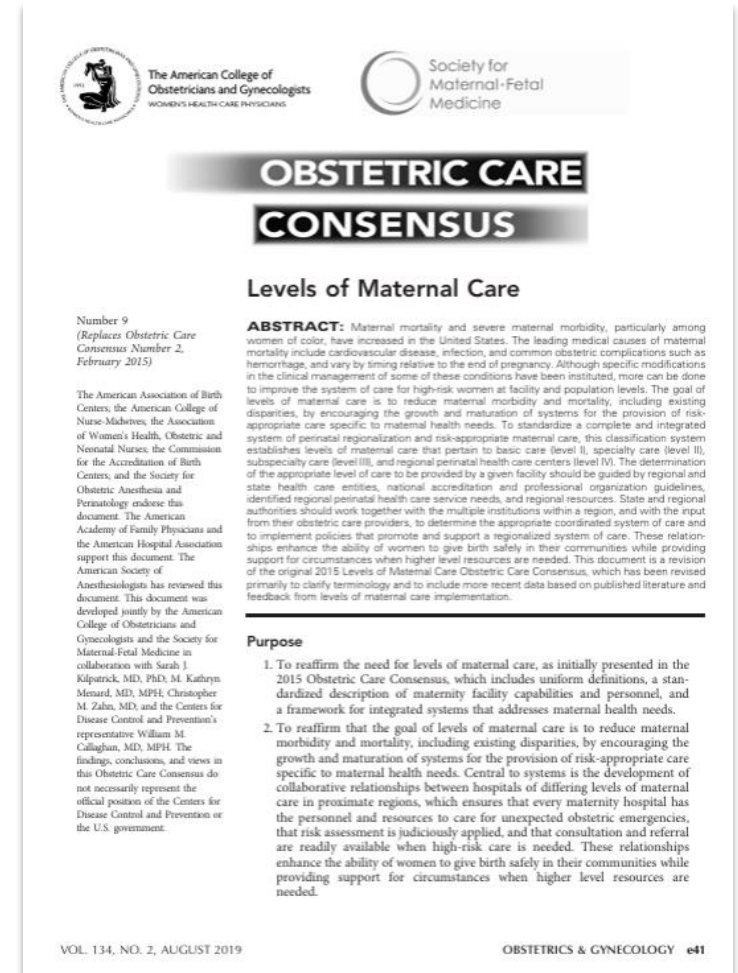 The American College of
Obstetricians and Gynecologists
WOMEN'S HEALTH CARE PHYSICIANS
Society for
Maternal-Fetal
Medicine
OBSTETRIC CARE
CONSENSUS
Levels of Maternal Care
Number 9
(Replaces Obstetric Care
Consensus Number 2,
February 2015)
The American Association of Birth
Centers; the American College of
Nurse-Midwives; the Association
of Women's Health, Obstetric and
Neonatal Nurses; the Commission
for the Accreditation of Birth
Centers; and the Society for
Obstetric Anesthesia and
Perinatology endorse this
document. The American
Academy of Family Physicians and
the American Hospital Association
support this document. The
American Society of
Anesthesiologists has reviewed this
document. This document was
developed jointly by the American
College of Obstetricians and
Gynecologists and the Society for
Maternal-Fetal Medicine in
collaboration with Sarah J.
Kilpatrick, MD, PhD; M. Kathryn
Menard, MD, MPH; Christopher
M. Zahn, MD; and the Centers for
Disease Control and Prevention's
representative William M.
Callaghan, MD, MPH. The
findings, conclusions, and views in
this Obstetric Care Consensus do
not necessarily represent the
official position of the Centers for
Disease Control and Prevention or
the U.S. government.
ABSTRACT: Maternal mortality and severe maternal morbidity, particularly among
women of color, have increased in the United States. The leading medical causes of maternal
mortality include cardiovascular disease, infection, and common obstetric complications such as
hemorrhage, and vary by timing relative to the end of pregnancy. Although specific modifications
in the clinical management of some of these conditions have been instituted, more can be done
to improve the system of care for high-risk women at facility and population levels. The goal of
levels of maternal care is to reduce maternal morbidity and mortality, including existing
disparities, by encouraging the growth and maturation of systems for the provision of risk-
appropriate care specific to maternal health needs. To standardize a complete and integrated
system of perinatal regionalization and risk-appropriate maternal care, this classification system
establishes levels of maternal care that pertain to basic care (level I), specialty care (level II),
subspecialty care (level III), and regional perinatal health care centers (level IV). The determination
of the appropriate level of care to be provided by a given facility should be guided by regional and
state health care entities, national accreditation and professional organization guidelines,
identified regional perinatal health care service needs, and regional resources. State and regional
authorities should work together with the multiple institutions within a region, and with the input
from their obstetric care providers, to determine the appropriate coordinated system of care and
to implement policies that promote and support a regionalized system of care. These relation-
ships enhance the ability of women to give birth safely in their communities while providing
support for circumstances when higher level resources are needed. This document is a revision
of the original 2015 Levels of Maternal Care Obstetric Care Consensus, which has been revised
primarily to clarify terminology and to include more recent data based on published literature and
feedback from levels of maternal care implementation.
Purpose
1. To reaffirm the need for levels of maternal care, as initially presented in the
2015 Obstetric Care Consensus, which includes uniform definitions, a stan-
dardized description of maternity facility capabilities and personnel, and
a framework for integrated systems that addresses maternal health needs.
2. To reaffirm that the goal of levels of maternal care is to reduce maternal
morbidity and mortality, including existing disparities, by encouraging the
growth and maturation of systems for the provision of risk-appropriate care
specific to maternal health needs. Central to systems is the development of
collaborative relationships between hospitals of differing levels of maternal
care in proximate regions, which ensures that every maternity hospital has
the personnel and resources to care for unexpected obstetric emergencies,
that risk assessment is judiciously applied, and that consultation and referral
are readily available when high-risk care is needed. These relationships
enhance the ability of women to give birth safely in their communities while
providing support for circumstances when higher level resources are
needed.
VOL. 134, NO. 2, AUGUST 2019
OBSTETRICS & GYNECOLOGY e41